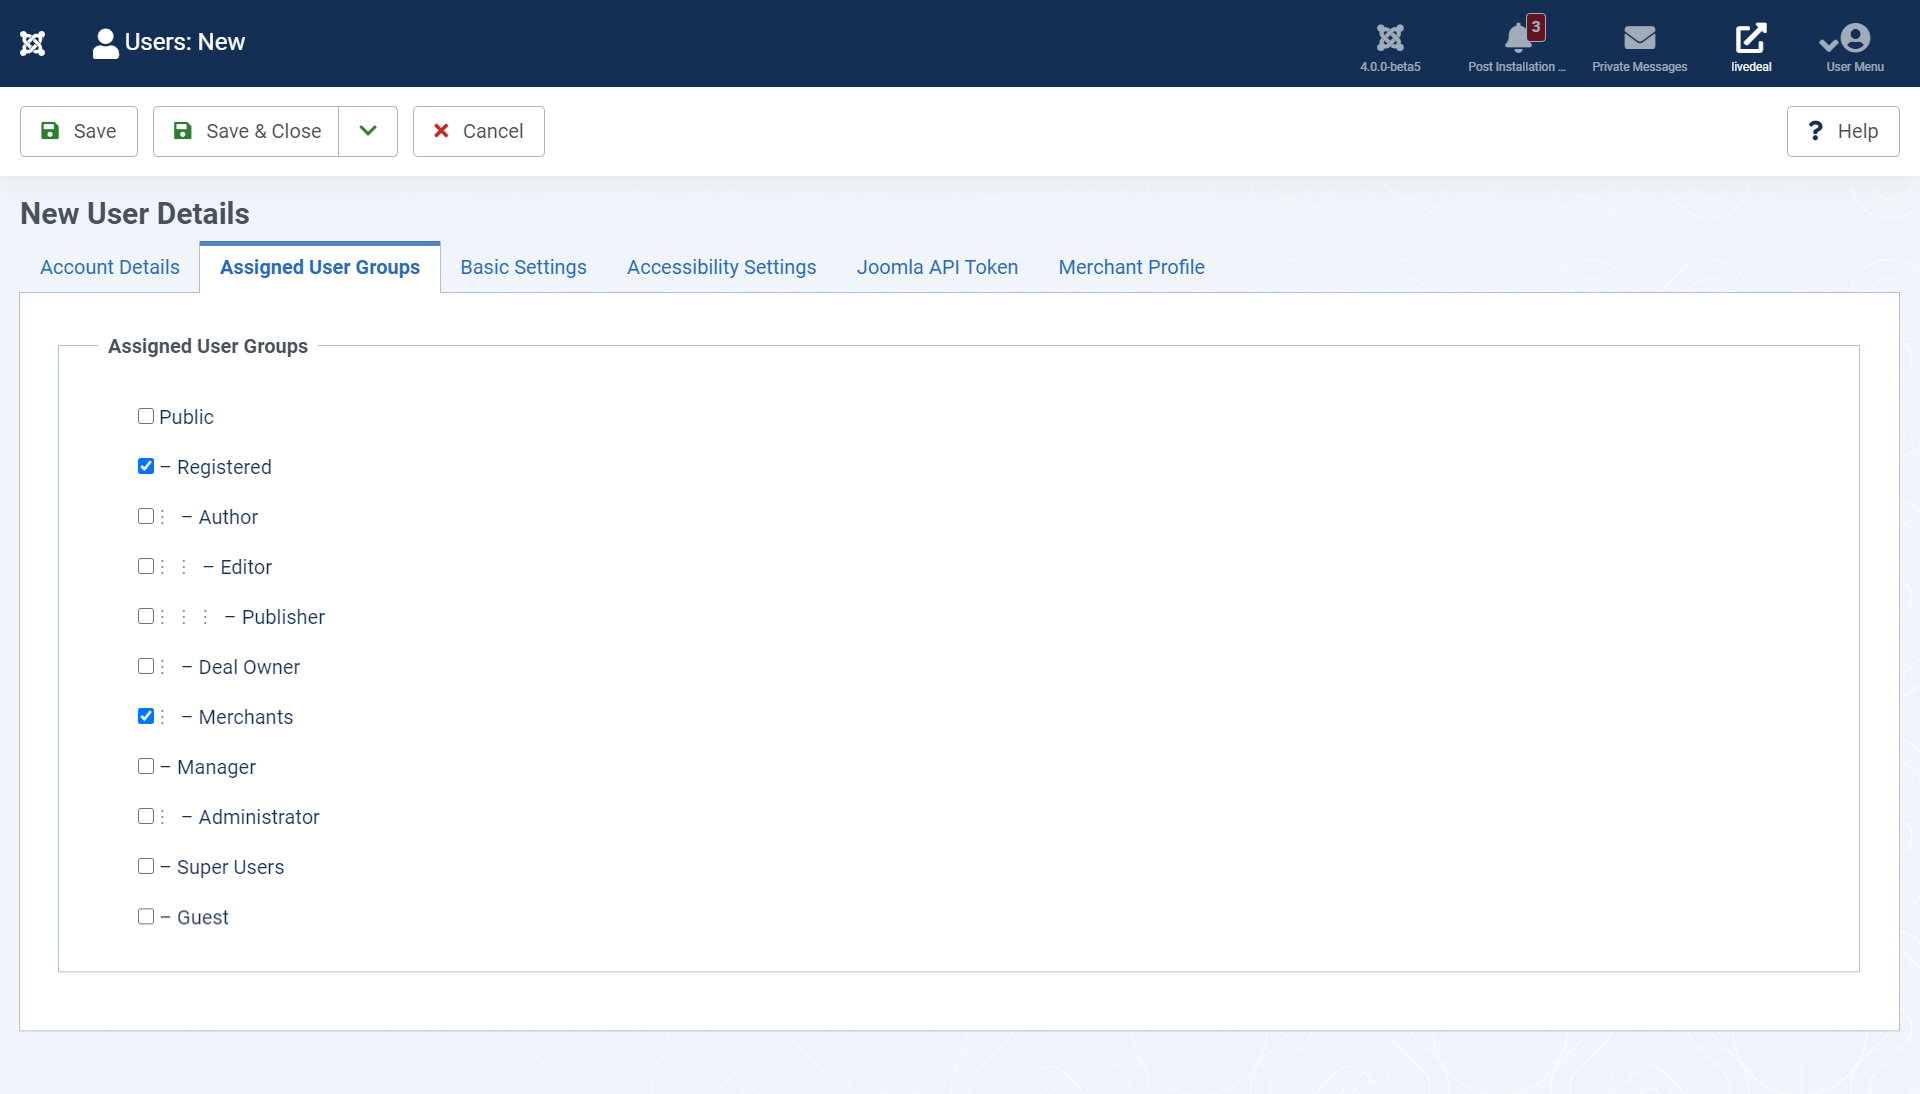 Users: New
4.0.0-beta5
3
Post Installation ...
Private Messages
livedeal
User Menu
Save
Save & Close
Cancel
? Help
New User Details
Account Details
Assigned User Groups
Basic Settings
Accessibility Settings
Joomla API Token
Merchant Profile
Assigned User Groups
Public
– Registered
⋮ – Author
⋮ ⋮ – Editor
⋮ ⋮ ⋮ – Publisher
⋮ – Deal Owner
⋮ – Merchants
– Manager
⋮ – Administrator
– Super Users
– Guest